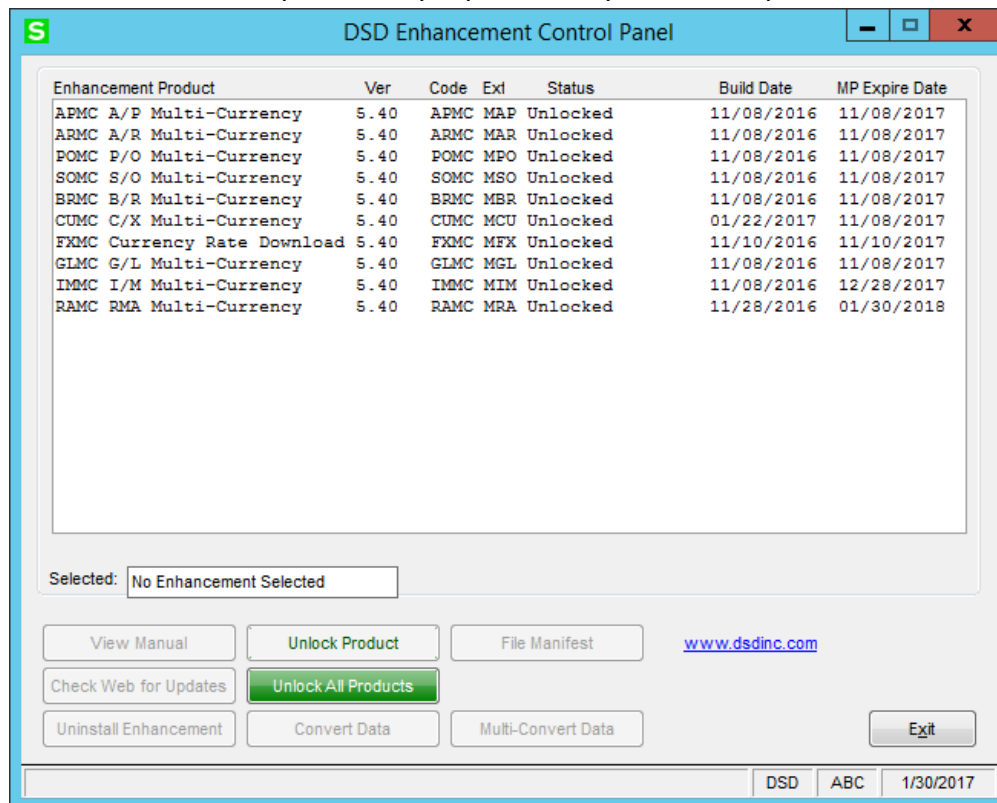 S DSD Enhancement Control Panel X
Enhancement Product Ver Code Ext Status Build Date MP Expire Date
APMC A/P Multi-Currency 5.40 APMC MAP Unlocked 11/08/2016 11/08/2017
ARMC A/R Multi-Currency 5.40 ARMC MAR Unlocked 11/08/2016 11/08/2017
POMC P/O Multi-Currency 5.40 POMC MPO Unlocked 11/08/2016 11/08/2017
SOMC S/O Multi-Currency 5.40 SOMC MSO Unlocked 11/08/2016 11/08/2017
BRMC B/R Multi-Currency 5.40 BRMC MBR Unlocked 11/08/2016 11/08/2017
CUMC C/X Multi-Currency 5.40 CUMC MCU Unlocked 01/22/2017 11/08/2017
FXMC Currency Rate Download 5.40 FXMC MFX Unlocked 11/10/2016 11/10/2017
GLMC G/L Multi-Currency 5.40 GLMC MGL Unlocked 11/08/2016 11/08/2017
IMMC I/M Multi-Currency 5.40 IMMC MIM Unlocked 11/08/2016 12/28/2017
RAMC RMA Multi-Currency 5.40 RAMC MRA Unlocked 11/28/2016 01/30/2018
Selected: No Enhancement Selected
View Manual Unlock Product File Manifest www.dsdinc.com
Check Web for Updates Unlock All Products
Uninstall Enhancement Convert Data Multi-Convert Data Exit
DSD ABC 1/30/2017